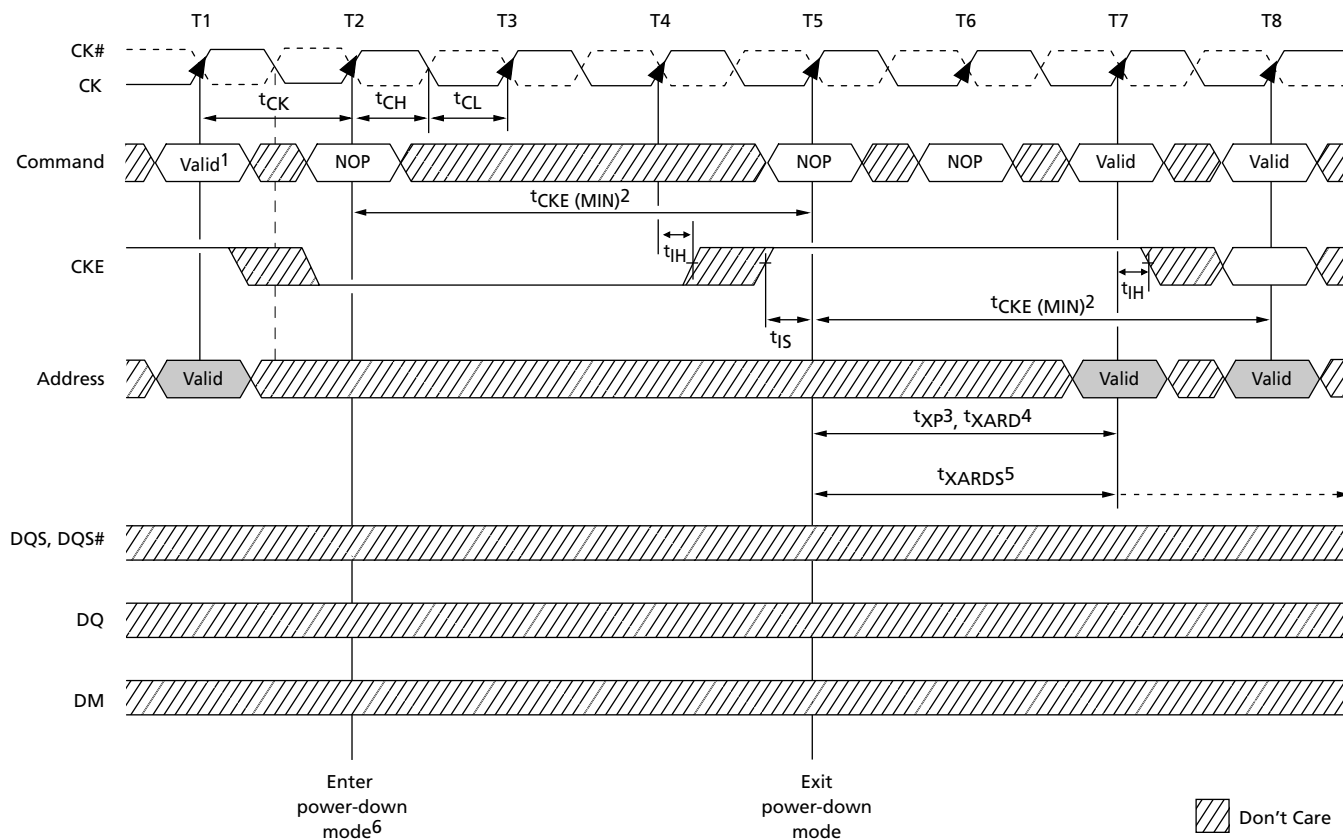 T1 T2 T3 T4 T5 T6 T7 T8
CK#
CK
tCK tCH tCL
Command Valid1 NOP NOP NOP Valid Valid
tCKE (MIN)2
CKE tIH tIH
tCKE (MIN)2
tIS
Address Valid Valid Valid
tXP3, tXARD4
tXARDS5
DQS, DQS#
DQ
DM
Enter
power-down
mode6
Exit
power-down
mode
Don't Care